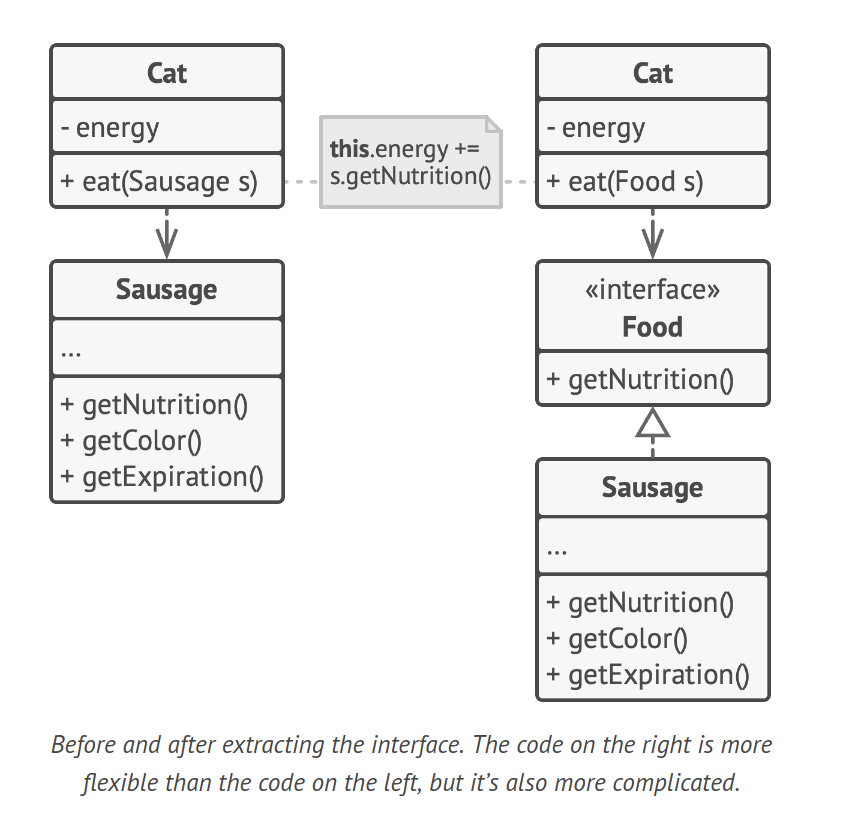 Cat
- energy
+ eat(Sausage s)
Sausage
...
+ getNutrition()
+ getColor()
+ getExpiration()
this.energy +=
s.getNutrition()
Cat
- energy
+ eat(Food s)
«interface»
Food
+ getNutrition()
Sausage
...
+ getNutrition()
+ getColor()
+ getExpiration()
Before and after extracting the interface. The code on the right is more
flexible than the code on the left, but it’s also more complicated.